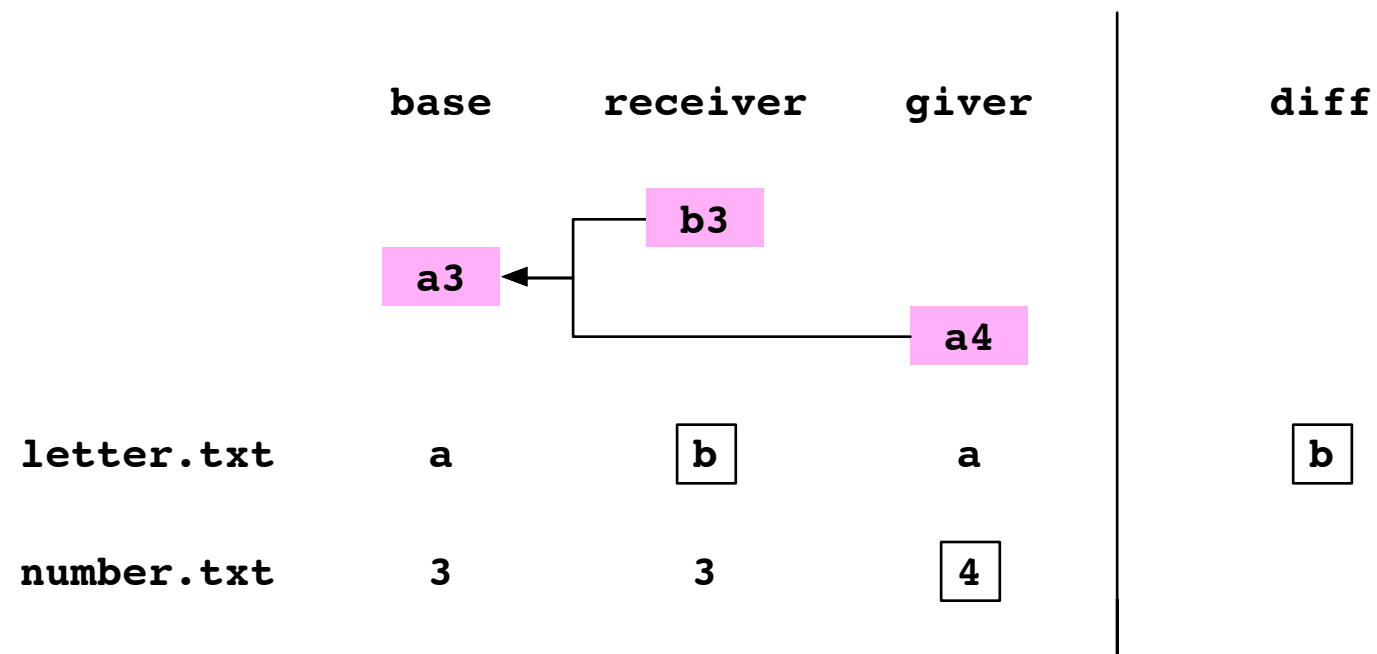 base receiver giver diff
b3
a3
a4
letter.txt a b a b
number.txt 3 3 4